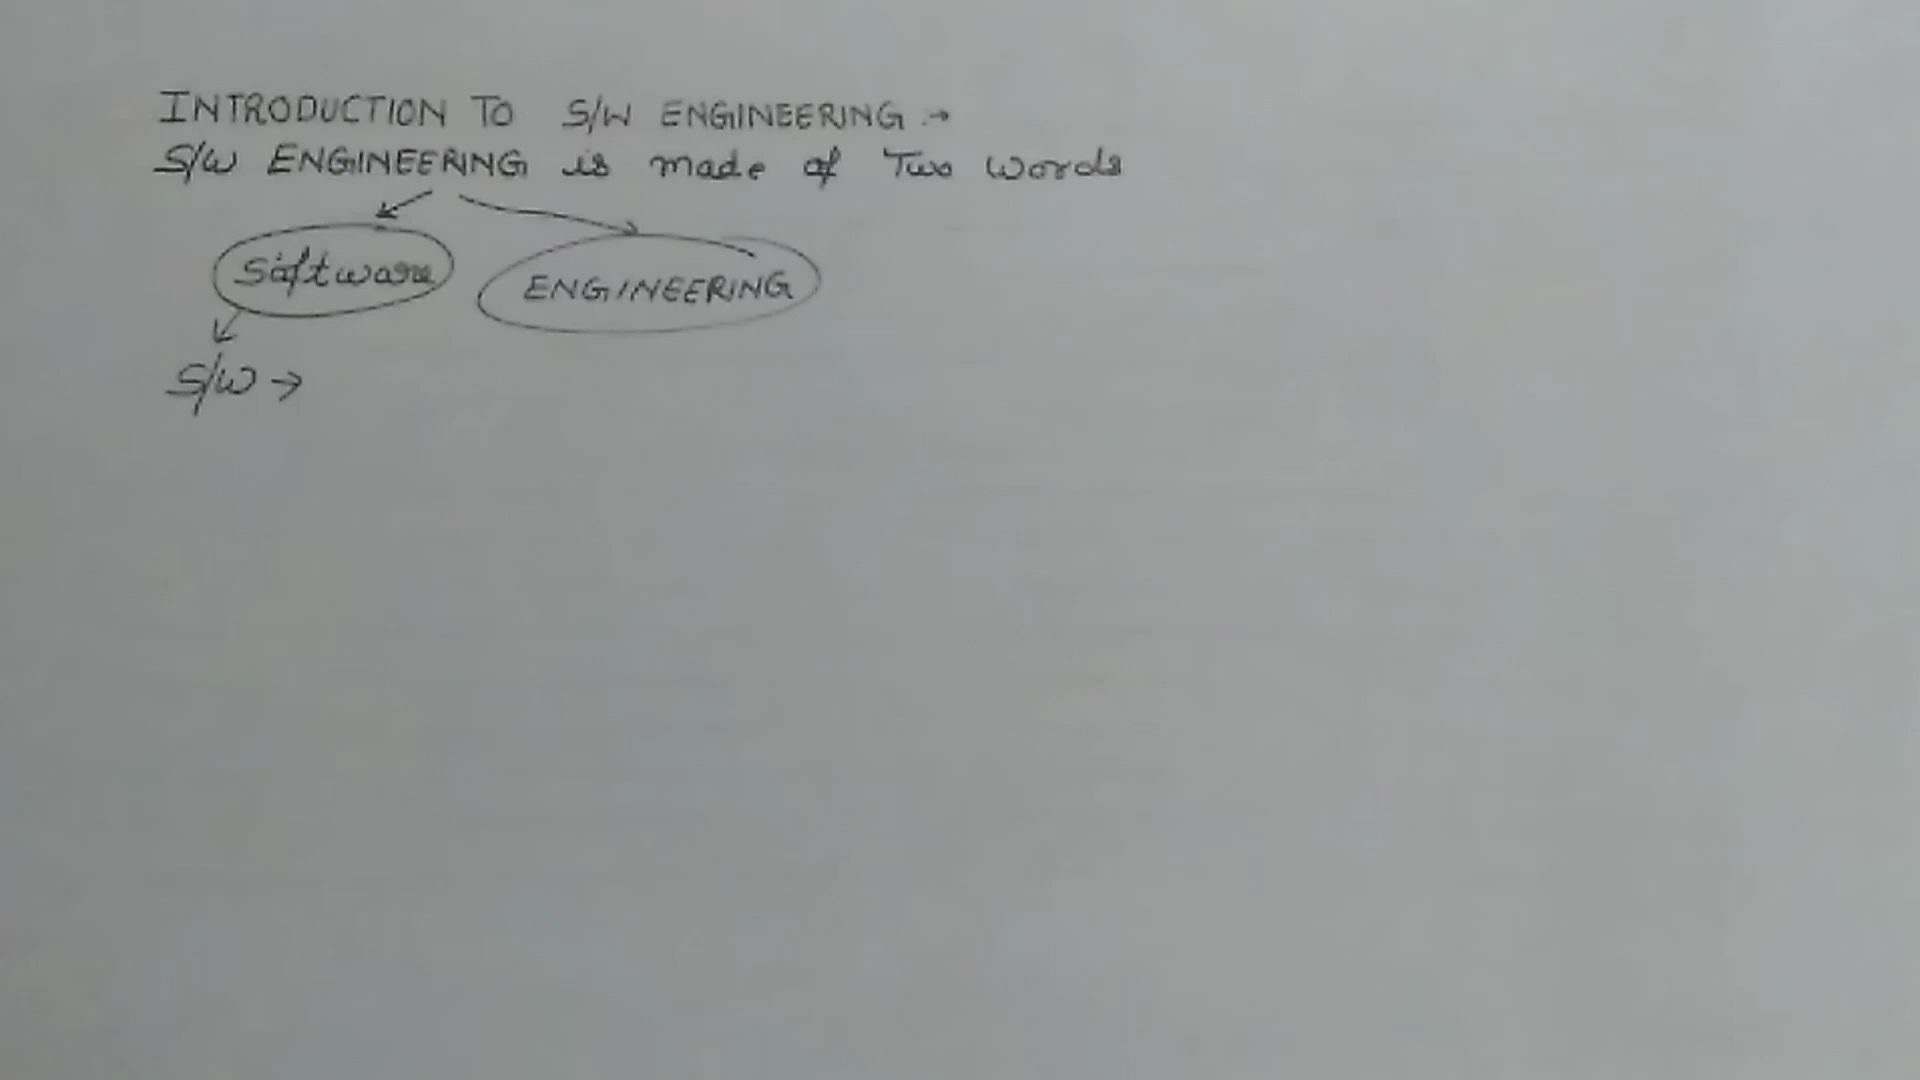 INTRODUCTION TO S/W ENGINEERING :→
S/W ENGINEERING is made of Two words
Software ENGINEERING
S/W →